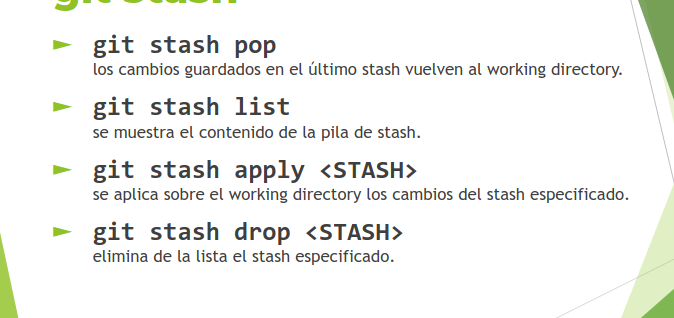 git stash
git stash pop
los cambios guardados en el último stash vuelven al working directory.
git stash list
se muestra el contenido de la pila de stash.
git stash apply <STASH>
se aplica sobre el working directory los cambios del stash especificado.
git stash drop <STASH>
elimina de la lista el stash especificado.